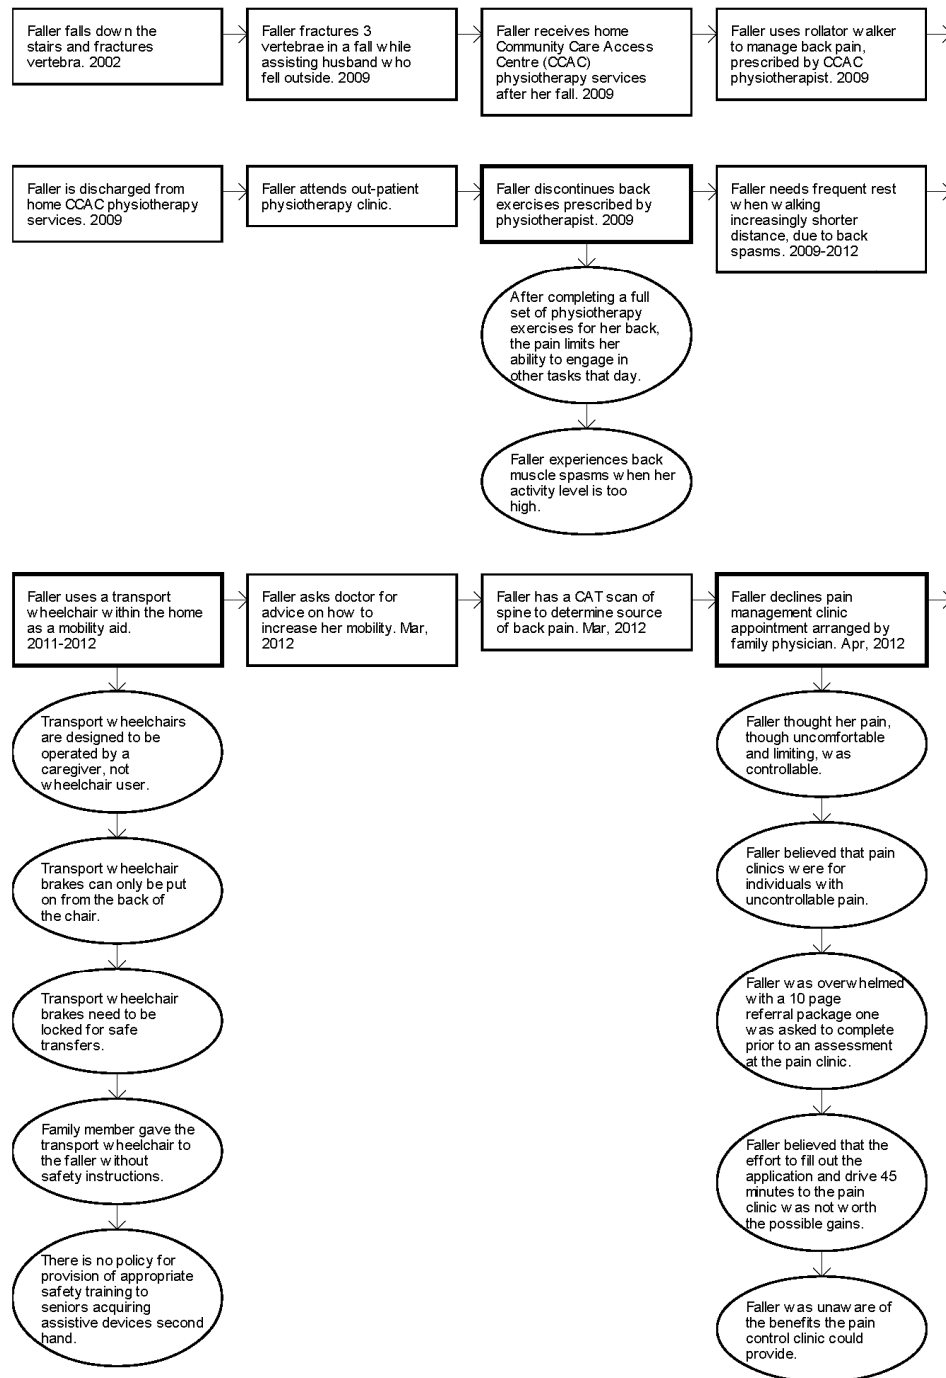 Faller falls down the
stairs and fractures
vertebra. 2002
Faller fractures 3
vertebrae in a fall while
assisting husband who
fell outside. 2009
Faller receives home
Community Care Access
Centre (CCAC)
physiotherapy services
after her fall. 2009
Faller uses rollator walker
to manage back pain,
prescribed by CCAC
physiotherapist. 2009
Faller is discharged from
home CCAC physiotherapy
services. 2009
Faller attends out-patient
physiotherapy clinic.
Faller discontinues back
exercises prescribed by
physiotherapist. 2009
Faller needs frequent rest
when walking
increasingly shorter
distance, due to back
spasms. 2009-2012
After completing a full
set of physiotherapy
exercises for her back,
the pain limits her
ability to engage in
other tasks that day.
Faller experiences back
muscle spasms when her
activity level is too
high.
Faller uses a transport
wheelchair within the home
as a mobility aid.
2011-2012
Faller asks doctor for
advice on how to
increase her mobility. Mar,
2012
Faller has a CAT scan of
spine to determine source
of back pain. Mar, 2012
Faller declines pain
management clinic
appointment arranged by
family physician. Apr, 2012
Transport wheelchairs
are designed to be
operated by a
caregiver, not
wheelchair user.
Transport wheelchair
brakes can only be put
on from the back of
the chair.
Transport wheelchair
brakes need to be
locked for safe
transfers.
Family member gave the
transport wheelchair to
the faller without
safety instructions.
There is no policy for
provision of appropriate
safety training to
seniors acquiring
assistive devices second
hand.
Faller thought her pain,
though uncomfortable
and limiting, was
controllable.
Faller believed that pain
clinics were for
individuals with
uncontrollable pain.
Faller was overwhelmed
with a 10 page
referral package one
was asked to complete
prior to an assessment
at the pain clinic.
Faller believed that the
effort to fill out the
application and drive 45
minutes to the pain
clinic was not worth
the possible gains.
Faller was unaware of
the benefits the pain
control clinic could
provide.